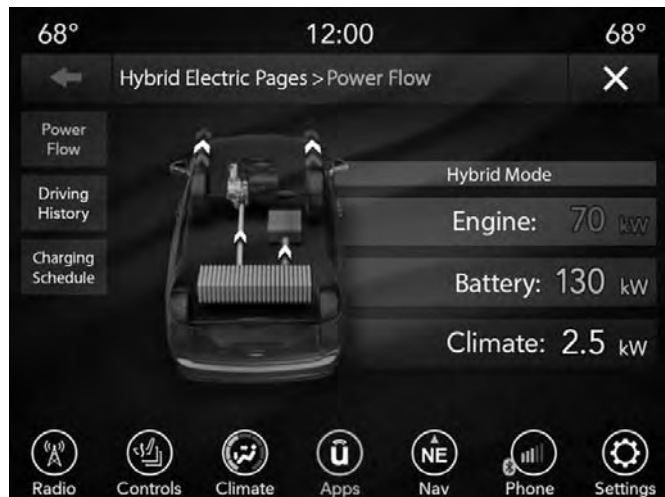 68° 12:00 68°
Hybrid Electric Pages > Power Flow
Power
Flow
Driving
History
Charging
Schedule
Hybrid Mode
Engine: 70 kW
Battery: 130 kW
Climate: 2.5 kW
û
NE
Radio Controls Climate Apps Nav Phone Settings